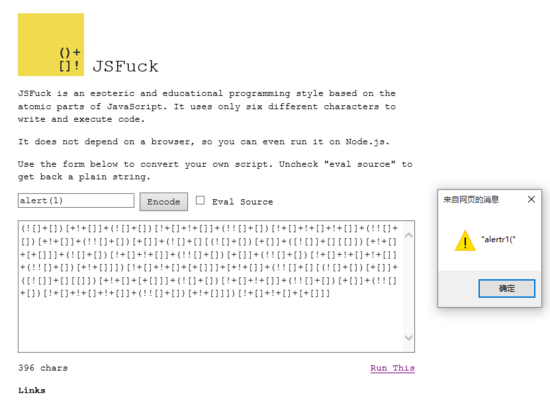 ()+
[]! JSFuck
JSFuck is an esoteric and educational programming style based on the
atomic parts of JavaScript. It uses only six different characters to
write and execute code.
It does not depend on a browser, so you can even run it on Node.js.
Use the form below to convert your own script. Uncheck "eval source" to
get back a plain string.
alert(1) Encode Eval Source
(![]+[])[+!+[]]+(![]+[])[!+[]+!+[]]+(!![]+[])[!+[]+!+[]+!+[]]+(!![]+
[])[+!+[]]+(!![]+[])[+[]]+(![]+[][(![]+[])[+[]]+([![]]+[][[]])[+!+[]
+[+[]]]+(![]+[])[!+[]+!+[]]+(!![]+[])[+[]]+(!![]+[])[!+[]+!+[]+!+[]]
+(!![]+[])[+!+[]]])[!+[]+!+[]+[+[]]]+[+!+[]]+(!![]+[][(![]+[])[+[]]+
([![]]+[][[]])[+!+[]+[+[]]]+(![]+[])[!+[]+!+[]]+(!![]+[])[+[]]+(!![]
+[])[!+[]+!+[]+!+[]]+(!![]+[])[+!+[]]])[!+[]+!+[]+[+[]]]
396 chars Run This
Links
来自网页的消息
"alertr1("
确定